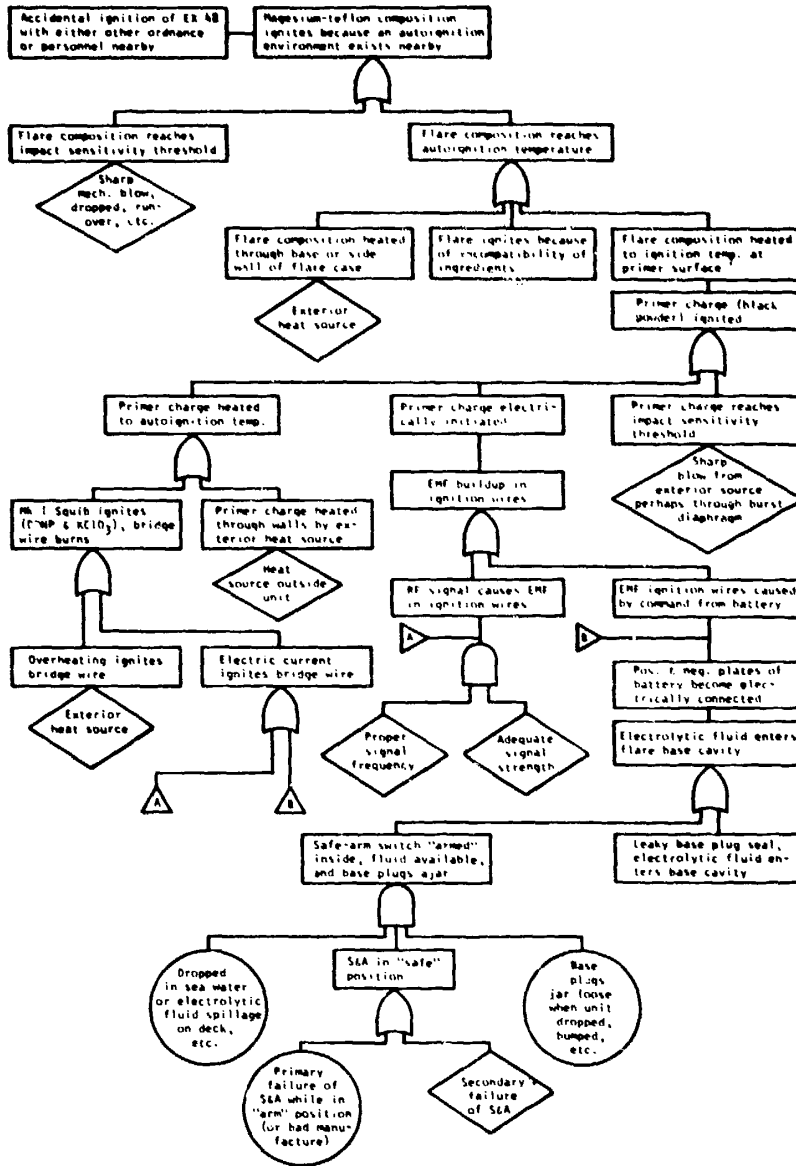 Accidental ignition of EX 48
with either other ordnance
or personnel nearby
Magesium-teflon composition
ignites because an autoignition
environment exists nearby
Flare composition reaches
impact sensitivity threshold
Flare composition reaches
autoignition temperature
Sharp
mech. blow,
dropped, run-
over, etc.
Flare composition heated
through base or side
wall of flare case
Flare ignites because
of incompatibility of
ingredients
Flare composition heated
to ignition temp. at
primer surface
Exterior
heat source
Primer charge (black
powder) ignited
Primer charge heated
to autoignition temp.
Primer charge electri-
cally initiated
Primer charge reaches
impact sensitivity
threshold
EMF buildup in
ignition wires
Sharp
blow from
exterior source
perhaps through burst
diaphragm
Squib ignites
& KClO3), bridge
wire burns
Primer charge heated
through walls by ex-
terior heat source
Heat
source outside
unit
RF signal causes EMF
in ignition wires
EMF ignition wires caused
by command from battery
A
B
Overheating ignites
bridge wire
Electric current
ignites bridge wire
Pos. & neg. plates of
battery become elec-
trically connected
Exterior
heat source
Proper
signal
frequency
Adequate
signal
strength
Electrolytic fluid enters
flare base cavity
A
B
Safe-arm switch "armed"
inside, fluid available,
and base plugs ajar
Leaky base plug seal,
electrolytic fluid en-
ters base cavity
Dropped
in sea water
or electrolytic
fluid spillage
on deck,
etc.
S&A in "safe"
position
Base
plugs
jar (loose
when unit
dropped,
bumped,
etc.
Primary
failure of
S&A while in
"arm" position
(or bad manu-
facture)
Secondary
failure
of S&A